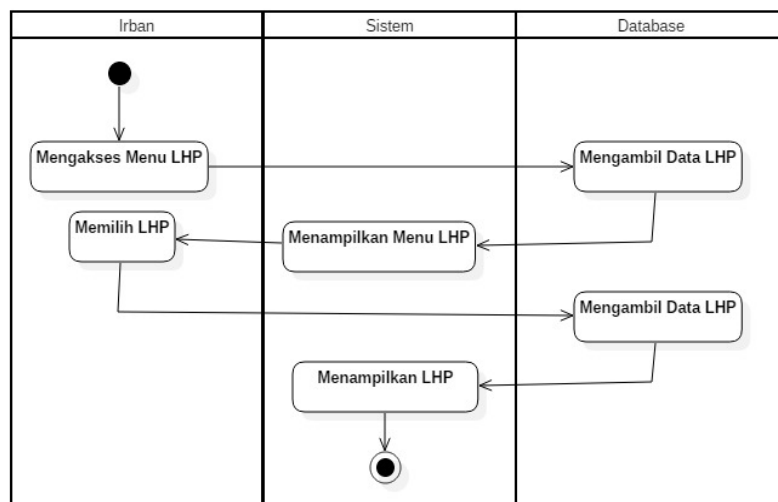 Irban
Sistem
Database
Mengakses Menu LHP
Mengambil Data LHP
Memilih LHP
Menampilkan Menu LHP
Mengambil Data LHP
Menampilkan LHP